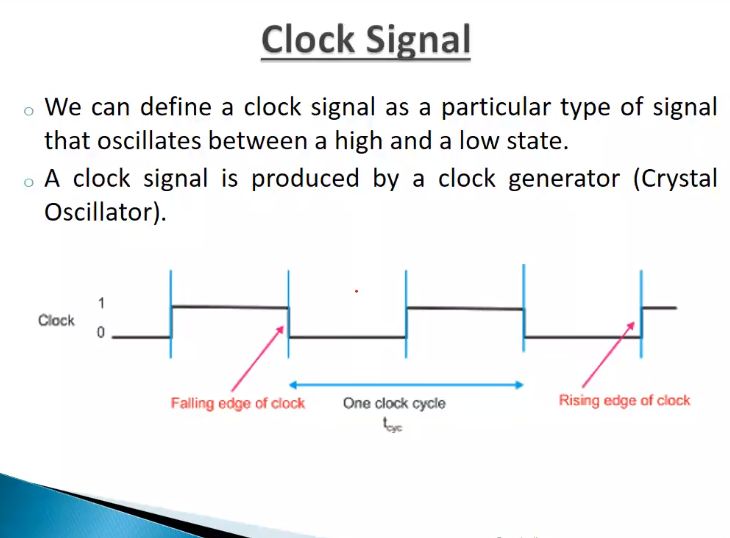 Clock Signal
○ We can define a clock signal as a particular type of signal
that oscillates between a high and a low state.
○ A clock signal is produced by a clock generator (Crystal
Oscillator).
1
Clock
0
Falling edge of clock
One clock cycle
tcyc
Rising edge of clock